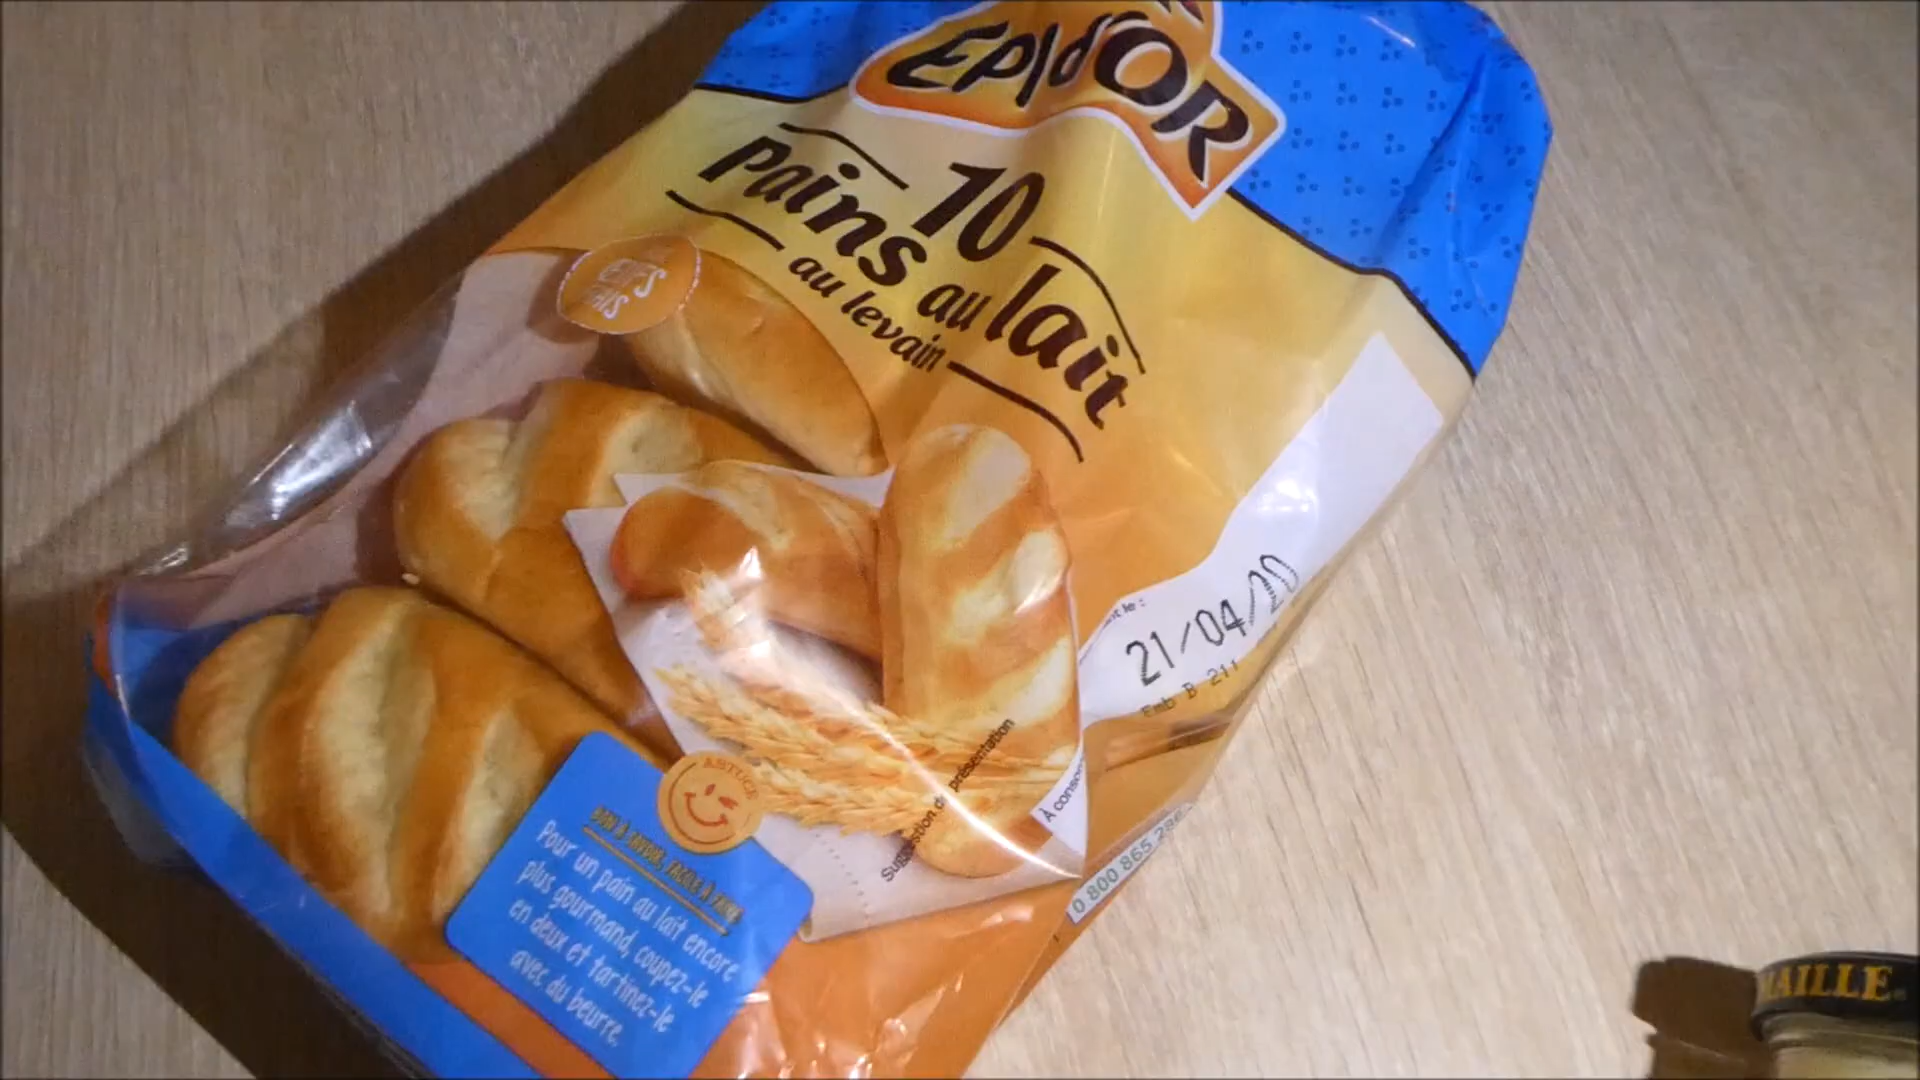 EPI d'OR
10
pains au lait
au levain
21/04/20
Emb B 211
À conso
Suggestion de présentation
0 800 865 286
ASTUCE
BON À SAVOIR, FACILE À FAIRE
Pour un pain au lait encore
plus gourmand, coupez-le
en deux et tartinez-le
avec du beurre.
MAILLE